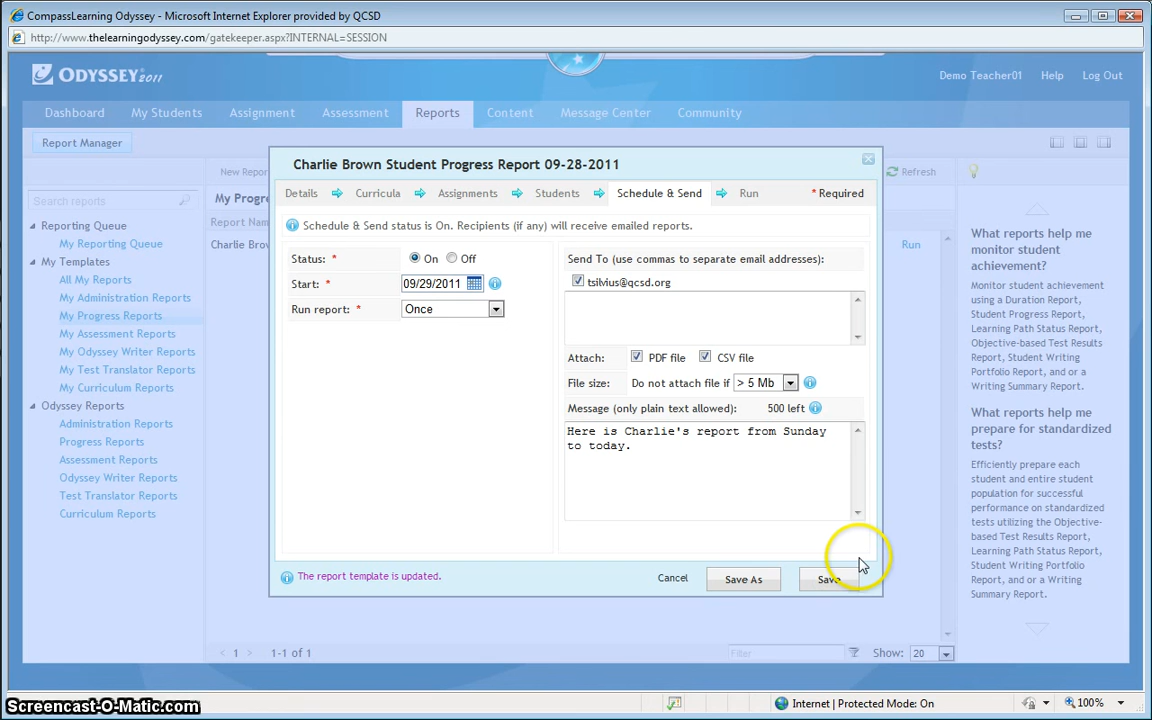 CompassLearning Odyssey - Microsoft Internet Explorer provided by QCSD
http://www.thelearningodyssey.com/gatekeeper.aspx?INTERNAL=SESSION
ODYSSEY 2011
Demo Teacher01 Help Log Out
Dashboard My Students Assignment Assessment Reports Content Message Center Community
Report Manager
New Repor
Refresh
Search reports
My Progre
Report Nam
Charlie Brow
Run
Reporting Queue
My Reporting Queue
My Templates
All My Reports
My Administration Reports
My Progress Reports
My Assessment Reports
My Odyssey Writer Reports
My Test Translator Reports
My Curriculum Reports
Odyssey Reports
Administration Reports
Progress Reports
Assessment Reports
Odyssey Writer Reports
Test Translator Reports
Curriculum Reports
Charlie Brown Student Progress Report 09-28-2011
Details Curricula Assignments Students Schedule & Send Run * Required
Schedule & Send status is On. Recipients (if any) will receive emailed reports.
Status: * On Off
Start: * 09/29/2011
Run report: * Once
Send To (use commas to separate email addresses):
tsilvius@qcsd.org
Attach: PDF file CSV file
File size: Do not attach file if > 5 Mb
Message (only plain text allowed): 500 left
Here is Charlie's report from Sunday
to today.
The report template is updated.
Cancel Save As Save
< 1 > 1-1 of 1
Filter
Show: 20
What reports help me
monitor student
achievement?
Monitor student achievement
using a Duration Report,
Student Progress Report,
Learning Path Status Report,
Objective-based Test Results
Report, Student Writing
Portfolio Report, and or a
Writing Summary Report.
What reports help me
prepare for standardized
tests?
Efficiently prepare each
student and entire student
population for successful
performance on standardized
tests utilizing the Objective-
based Test Results Report,
Learning Path Status Report,
Student Writing Portfolio
Report, and or a Writing
Summary Report.
Internet | Protected Mode: On
100%
Screencast-O-Matic.com